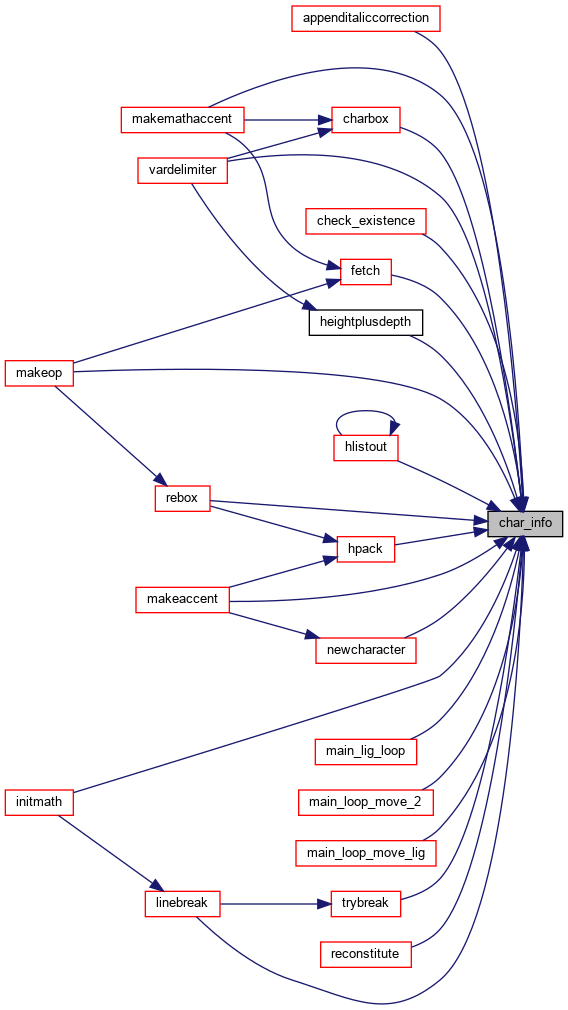 appenditaliccorrection
makemathaccent
charbox
vardelimiter
check_existence
fetch
heightplusdepth
makeop
hlistout
rebox
char_info
hpack
makeaccent
newcharacter
main_lig_loop
initmath
main_loop_move_2
main_loop_move_lig
linebreak
trybreak
reconstitute